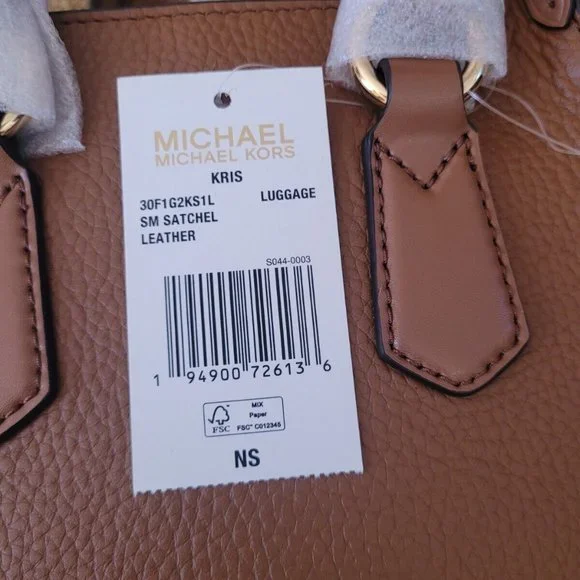 MICHAEL
MICHAEL KORS
KRIS
30F1G2KS1L LUGGAGE
SM SATCHEL
LEATHER
S044-0003
1 94900 72613 6
FSC
MIX
Paper
FSC® C012345
NS